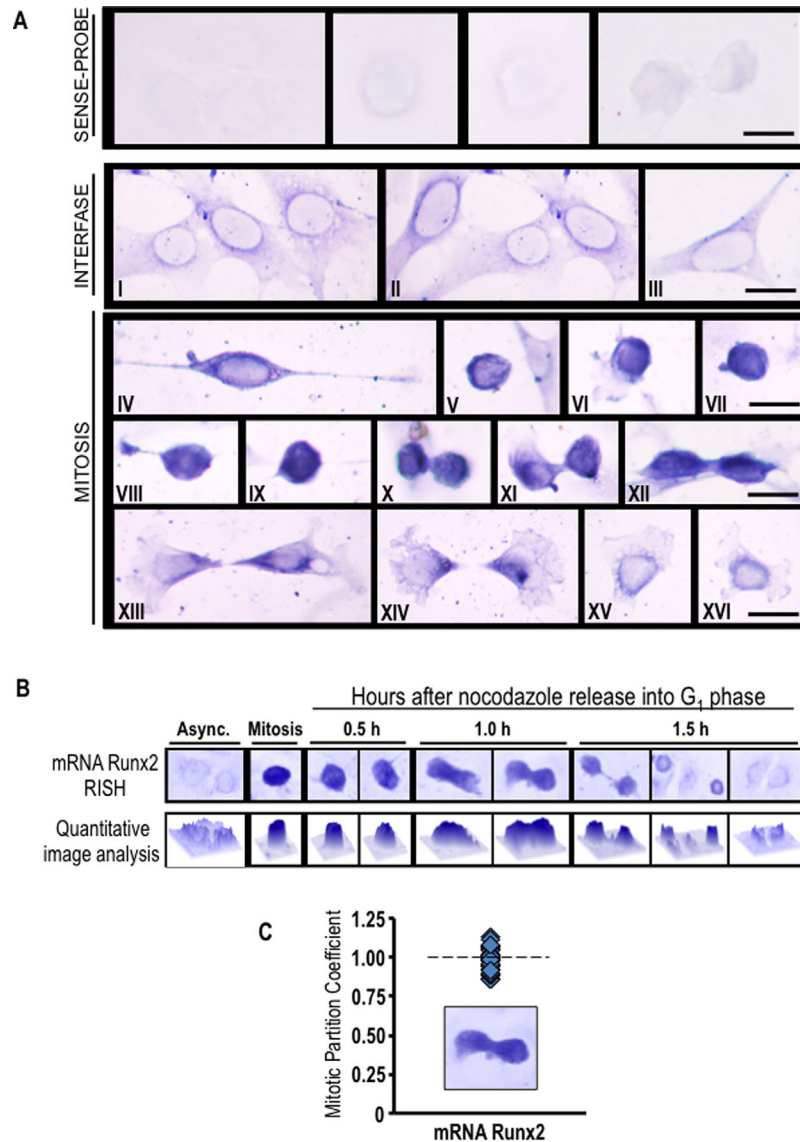 A
SENSE-PROBE
INTERFASE
I
II
III
MITOSIS
IV
V
VI
VII
VIII
IX
X
XI
XII
XIII
XIV
XV
XVI
B
Hours after nocodazole release into G1 phase
Async.
Mitosis
0.5 h
1.0 h
1.5 h
mRNA Runx2
RISH
Quantitative
image analysis
C
Mitotic Partition Coefficient
1.25
1.00
0.75
0.50
0.25
0
mRNA Runx2